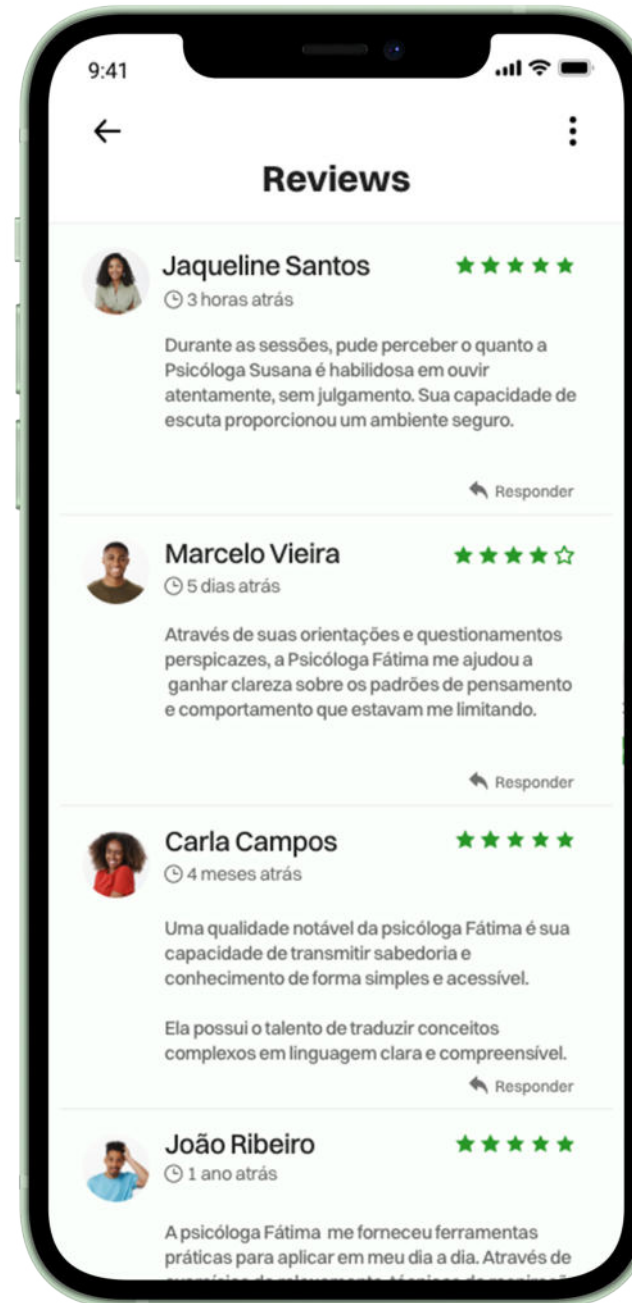 9:41
Reviews
Jaqueline Santos
3 horas atrás
Durante as sessões, pude perceber o quanto a
Psicóloga Susana é habilidosa em ouvir
atentamente, sem julgamento. Sua capacidade de
escuta proporcionou um ambiente seguro.
Responder
Marcelo Vieira
5 dias atrás
Através de suas orientações e questionamentos
perspicazes, a Psicóloga Fátima me ajudou a
ganhar clareza sobre os padrões de pensamento
e comportamento que estavam me limitando.
Responder
Carla Campos
4 meses atrás
Uma qualidade notável da psicóloga Fátima é sua
capacidade de transmitir sabedoria e
conhecimento de forma simples e acessível.
Ela possui o talento de traduzir conceitos
complexos em linguagem clara e compreensível.
Responder
João Ribeiro
1 ano atrás
A psicóloga Fátima me forneceu ferramentas
práticas para aplicar em meu dia a dia. Através de